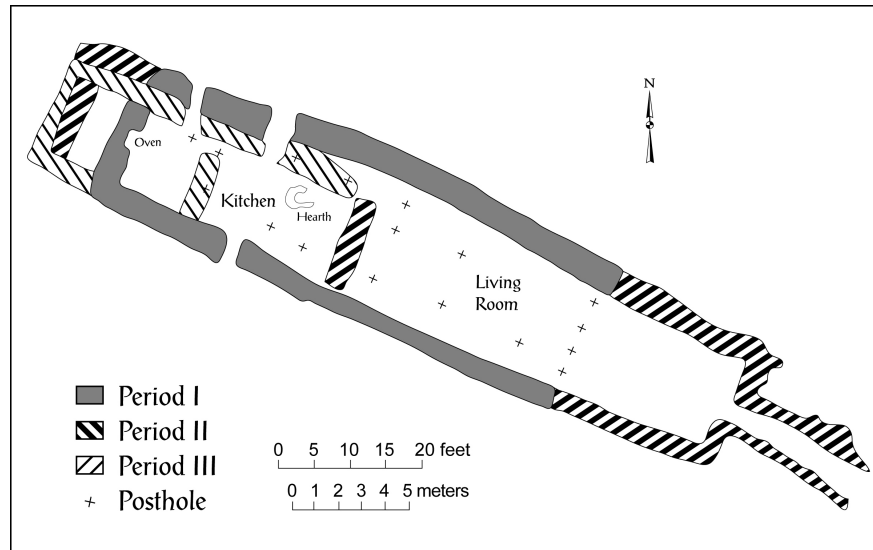 N
Oven
Kitchen
Hearth
Living
Room
Period I
Period II
Period III
Posthole
0 5 10 15 20 feet
0 1 2 3 4 5 meters